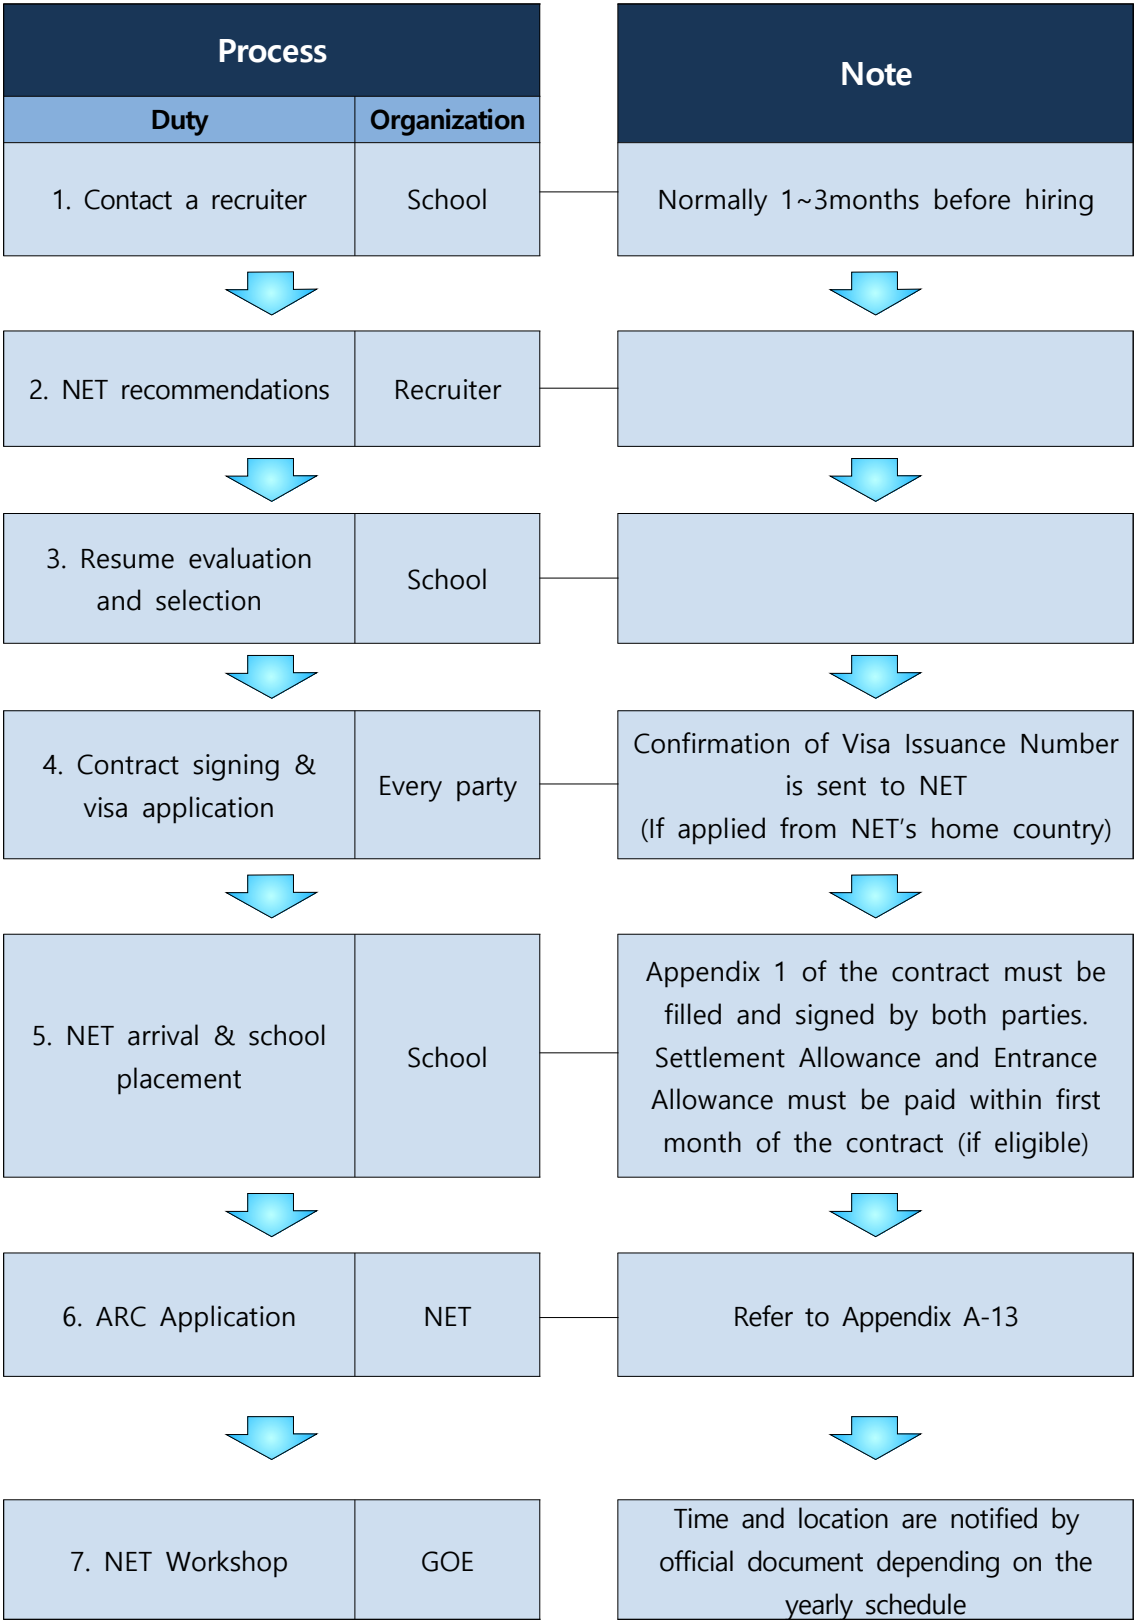 Process
Note
Duty
Organization
1. Contact a recruiter
School
Normally 1~3months before hiring
2. NET recommendations
Recruiter
3. Resume evaluation
and selection
School
4. Contract signing &
visa application
Every party
Confirmation of Visa Issuance Number
is sent to NET
(If applied from NET's home country)
5. NET arrival & school
placement
School
Appendix 1 of the contract must be
filled and signed by both parties.
Settlement Allowance and Entrance
Allowance must be paid within first
month of the contract (if eligible)
6. ARC Application
NET
Refer to Appendix A-13
7. NET Workshop
GOE
Time and location are notified by
official document depending on the
yearly schedule